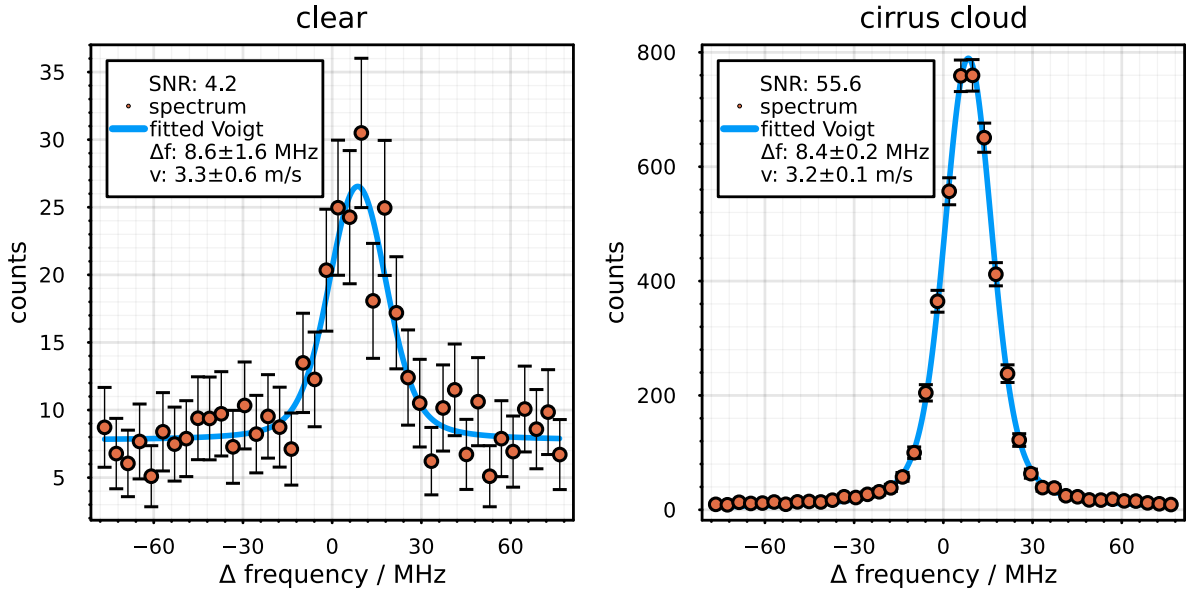 clear
35
30
25
20
15
10
5
counts
SNR: 4.2
spectrum
fitted Voigt
Δf: 8.6±1.6 MHz
v: 3.3±0.6 m/s
−60
−30
0
30
60
Δ frequency / MHz
cirrus cloud
800
600
400
200
0
counts
SNR: 55.6
spectrum
fitted Voigt
Δf: 8.4±0.2 MHz
v: 3.2±0.1 m/s
−60
−30
0
30
60
Δ frequency / MHz